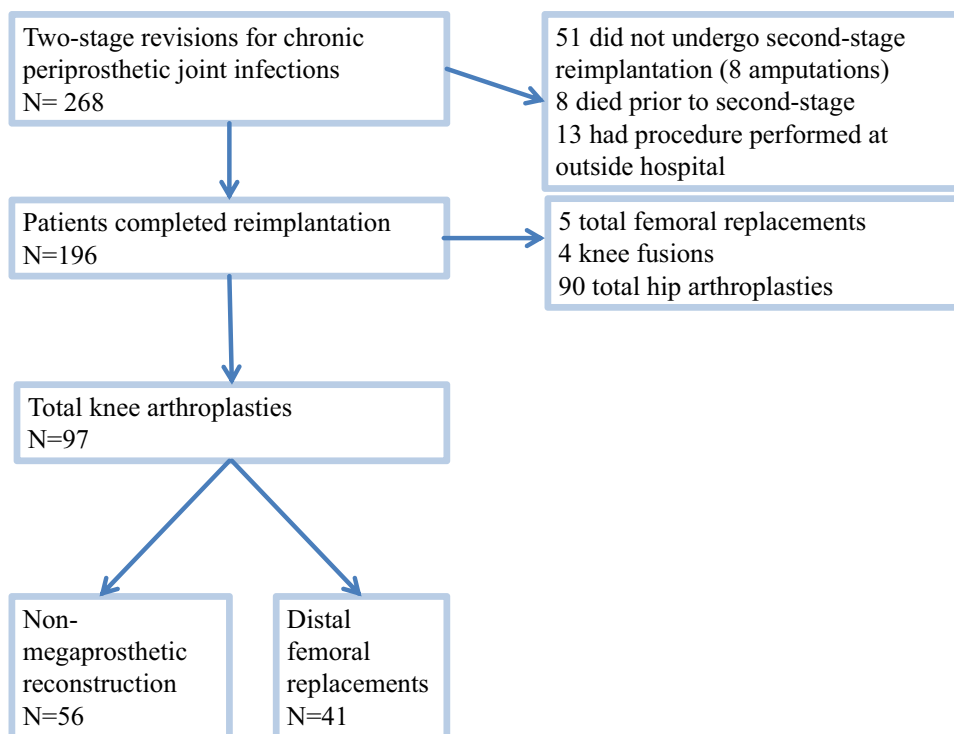 Two-stage revisions for chronic
periprosthetic joint infections
N= 268
51 did not undergo second-stage
reimplantation (8 amputations)
8 died prior to second-stage
13 had procedure performed at
outside hospital
Patients completed reimplantation
N=196
5 total femoral replacements
4 knee fusions
90 total hip arthroplasties
Total knee arthroplasties
N=97
Non-
megaprosthetic
reconstruction
N=56
Distal
femoral
replacements
N=41